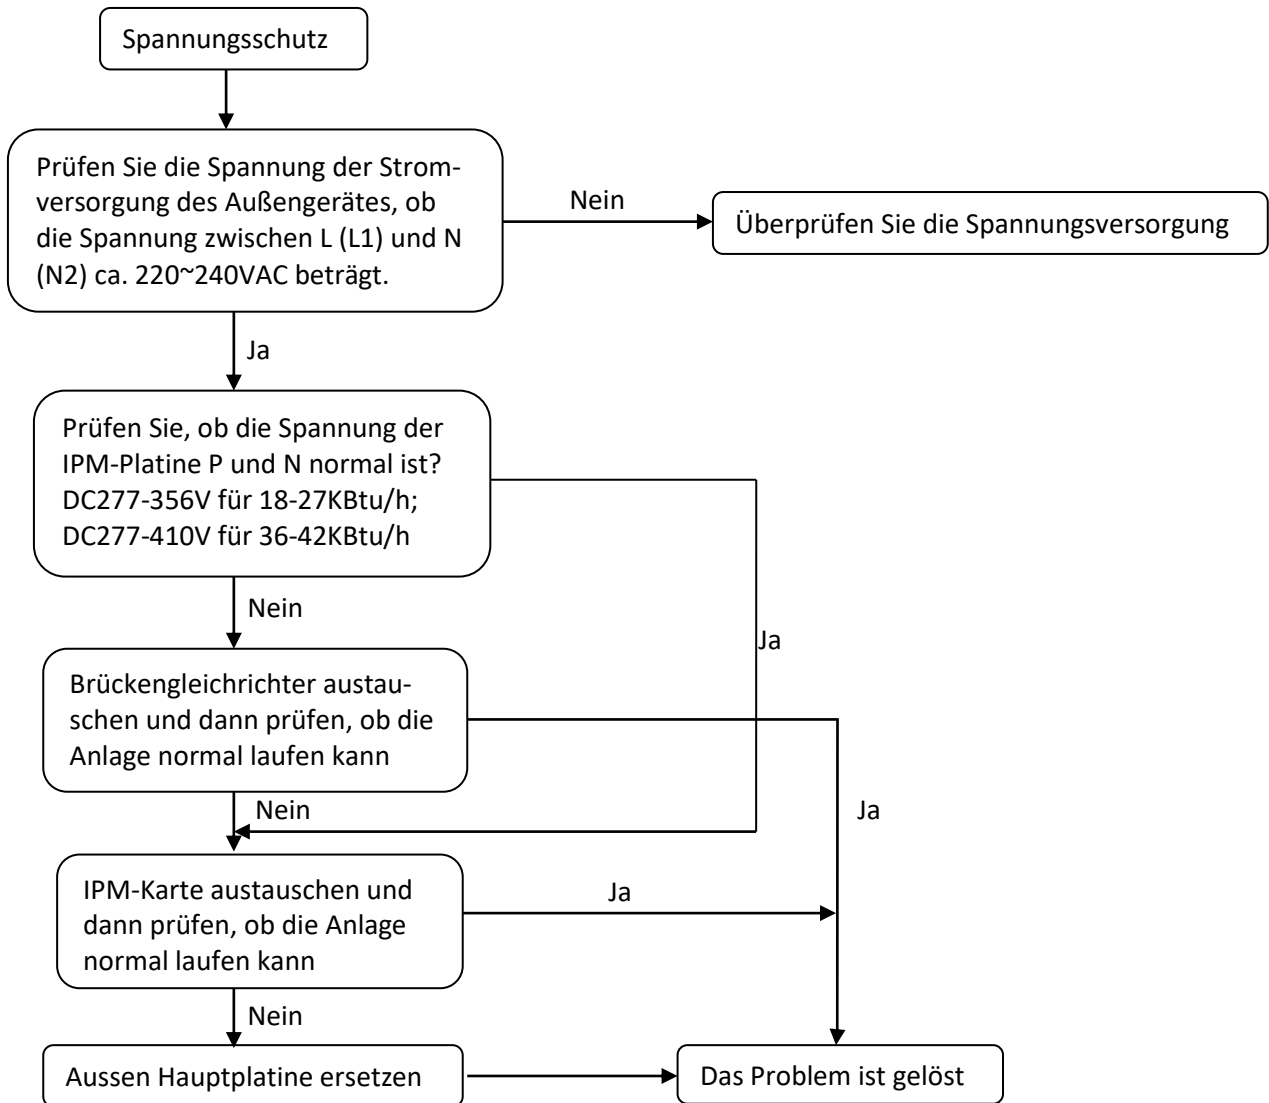 Spannungsschutz
Prüfen Sie die Spannung der Strom-
versorgung des Außengerätes, ob
die Spannung zwischen L (L1) und N
(N2) ca. 220~240VAC beträgt.
Nein
Überprüfen Sie die Spannungsversorgung
Ja
Prüfen Sie, ob die Spannung der
IPM-Platine P und N normal ist?
DC277-356V für 18-27KBtu/h;
DC277-410V für 36-42KBtu/h
Nein
Ja
Brückengleichrichter austau-
schen und dann prüfen, ob die
Anlage normal laufen kann
Nein
Ja
IPM-Karte austauschen und
dann prüfen, ob die Anlage
normal laufen kann
Ja
Nein
Aussen Hauptplatine ersetzen
Das Problem ist gelöst